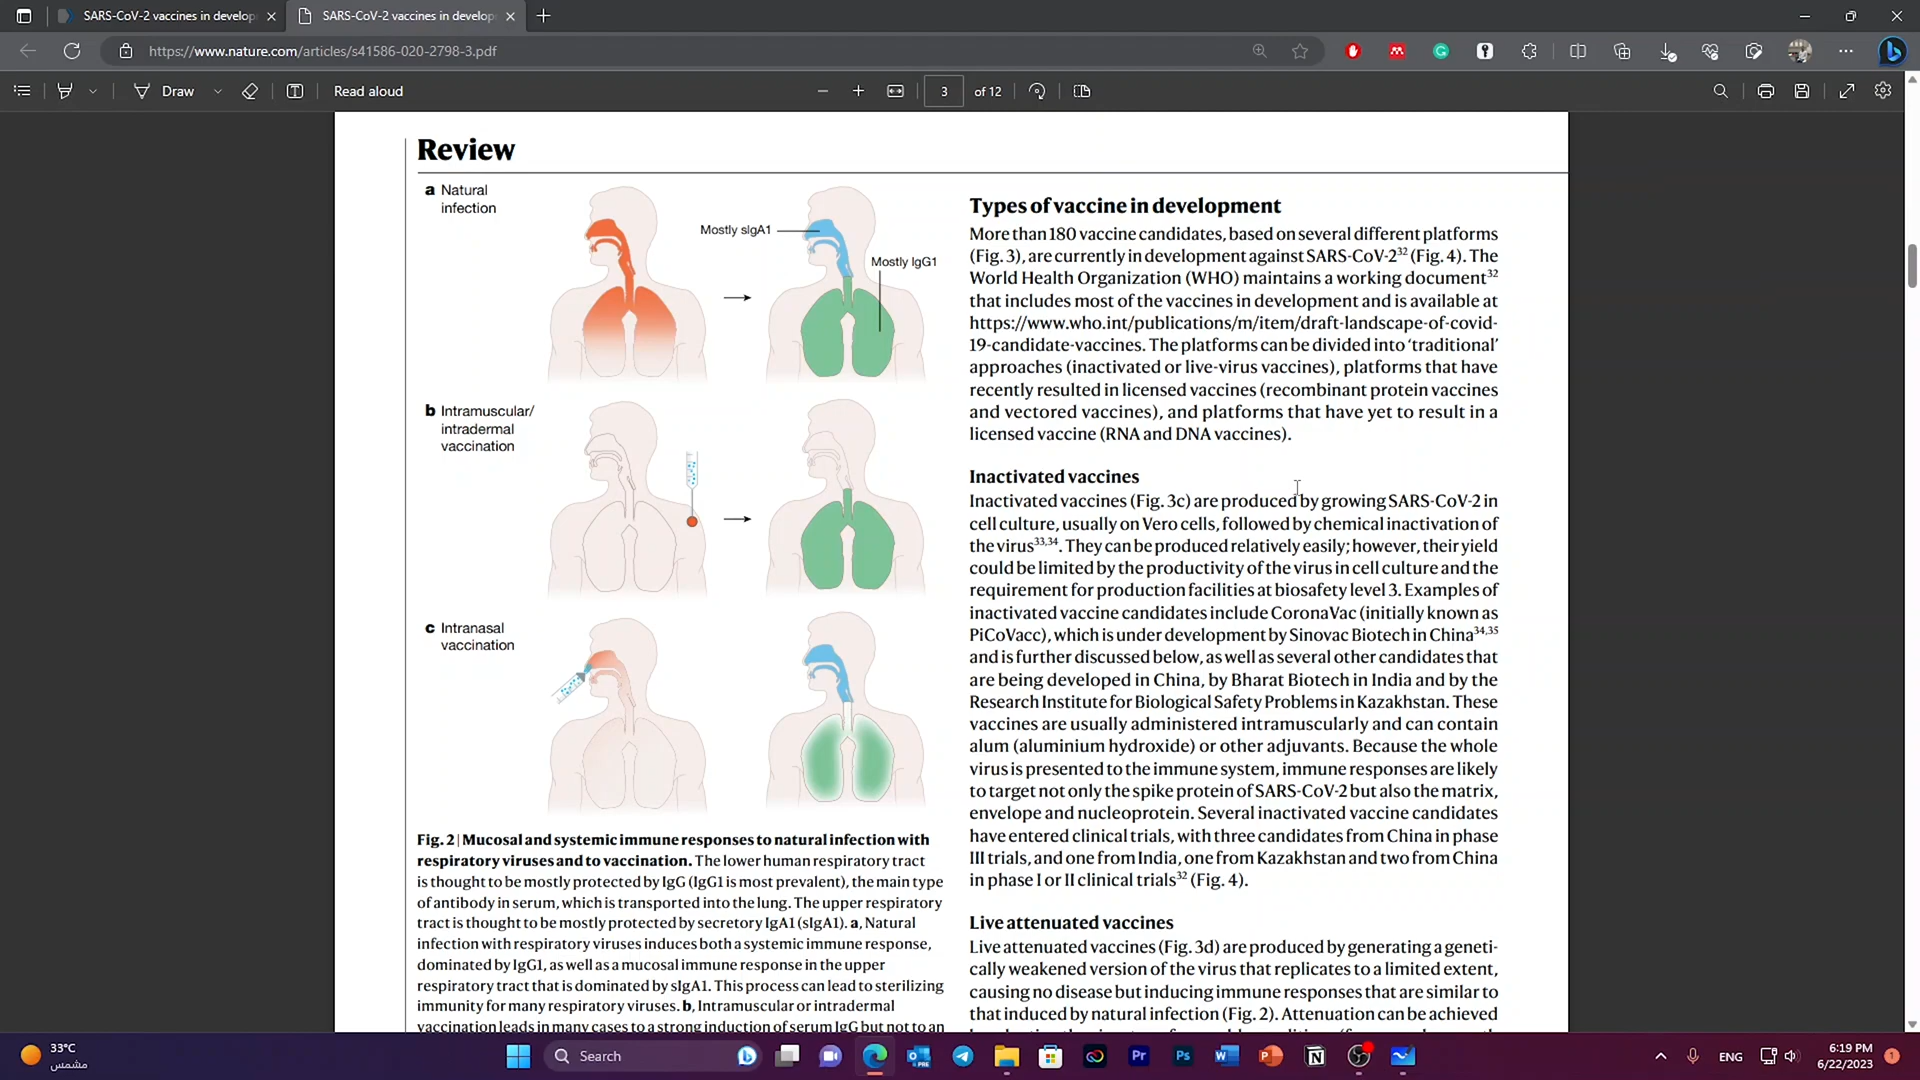 SARS-CoV-2 vaccines in develop
SARS-CoV-2 vaccines in develop
https://www.nature.com/articles/s41586-020-2798-3.pdf
Draw
Read aloud
3
of 12
Review
a Natural
infection
Mostly sIgA1
Mostly IgG1
b Intramuscular/
intradermal
vaccination
c Intranasal
vaccination
Fig. 2 | Mucosal and systemic immune responses to natural infection with
respiratory viruses and to vaccination. The lower human respiratory tract
is thought to be mostly protected by IgG (IgG1 is most prevalent), the main type
of antibody in serum, which is transported into the lung. The upper respiratory
tract is thought to be mostly protected by secretory IgA1 (sIgA1). a, Natural
infection with respiratory viruses induces both a systemic immune response,
dominated by IgG1, as well as a mucosal immune response in the upper
respiratory tract that is dominated by sIgA1. This process can lead to sterilizing
immunity for many respiratory viruses. b, Intramuscular or intradermal
vaccination leads in many cases to a strong induction of serum IgG but not to an
Types of vaccine in development
More than 180 vaccine candidates, based on several different platforms
(Fig. 3), are currently in development against SARS-CoV-232 (Fig. 4). The
World Health Organization (WHO) maintains a working document32
that includes most of the vaccines in development and is available at
https://www.who.int/publications/m/item/draft-landscape-of-covid-
19-candidate-vaccines. The platforms can be divided into ‘traditional’
approaches (inactivated or live-virus vaccines), platforms that have
recently resulted in licensed vaccines (recombinant protein vaccines
and vectored vaccines), and platforms that have yet to result in a
licensed vaccine (RNA and DNA vaccines).
Inactivated vaccines
Inactivated vaccines (Fig. 3c) are produced by growing SARS-CoV-2 in
cell culture, usually on Vero cells, followed by chemical inactivation of
the virus33,34. They can be produced relatively easily; however, their yield
could be limited by the productivity of the virus in cell culture and the
requirement for production facilities at biosafety level 3. Examples of
inactivated vaccine candidates include CoronaVac (initially known as
PiCoVacc), which is under development by Sinovac Biotech in China34,35
and is further discussed below, as well as several other candidates that
are being developed in China, by Bharat Biotech in India and by the
Research Institute for Biological Safety Problems in Kazakhstan. These
vaccines are usually administered intramuscularly and can contain
alum (aluminium hydroxide) or other adjuvants. Because the whole
virus is presented to the immune system, immune responses are likely
to target not only the spike protein of SARS-CoV-2 but also the matrix,
envelope and nucleoprotein. Several inactivated vaccine candidates
have entered clinical trials, with three candidates from China in phase
III trials, and one from India, one from Kazakhstan and two from China
in phase I or II clinical trials32 (Fig. 4).
Live attenuated vaccines
Live attenuated vaccines (Fig. 3d) are produced by generating a geneti-
cally weakened version of the virus that replicates to a limited extent,
causing no disease but inducing immune responses that are similar to
that induced by natural infection (Fig. 2). Attenuation can be achieved
33°C
مشمس
Search
ENG
6:19 PM
6/22/2023
1